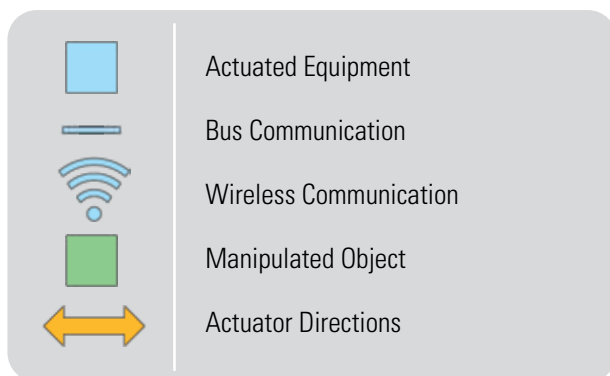 Actuated Equipment
Bus Communication
Wireless Communication
Manipulated Object
Actuator Directions